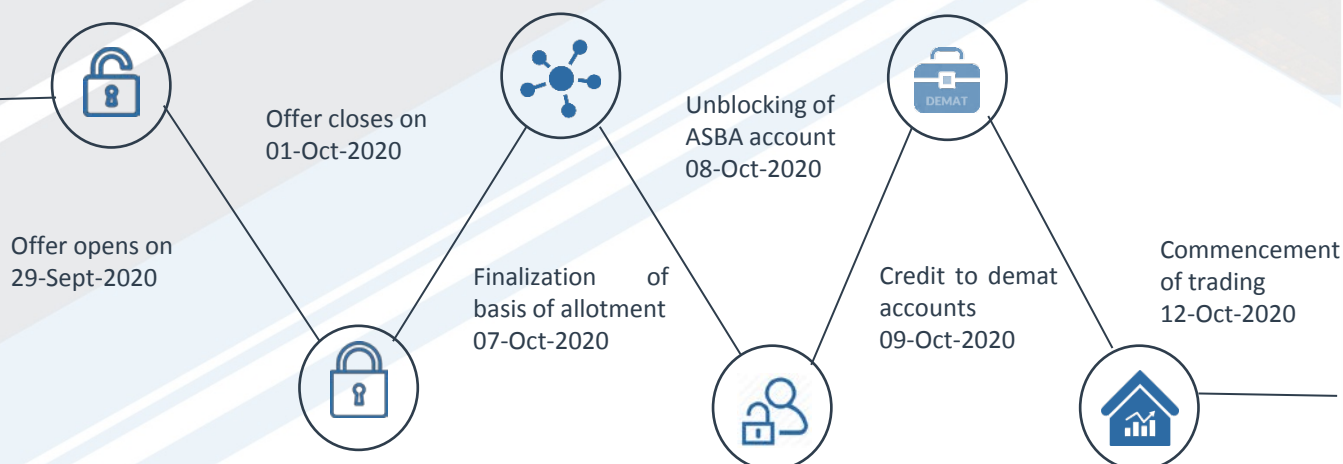 Offer opens on
29-Sept-2020
Offer closes on
01-Oct-2020
Finalization of
basis of allotment
07-Oct-2020
Unblocking of
ASBA account
08-Oct-2020
DEMAT
Credit to demat
accounts
09-Oct-2020
Commencement
of trading
12-Oct-2020